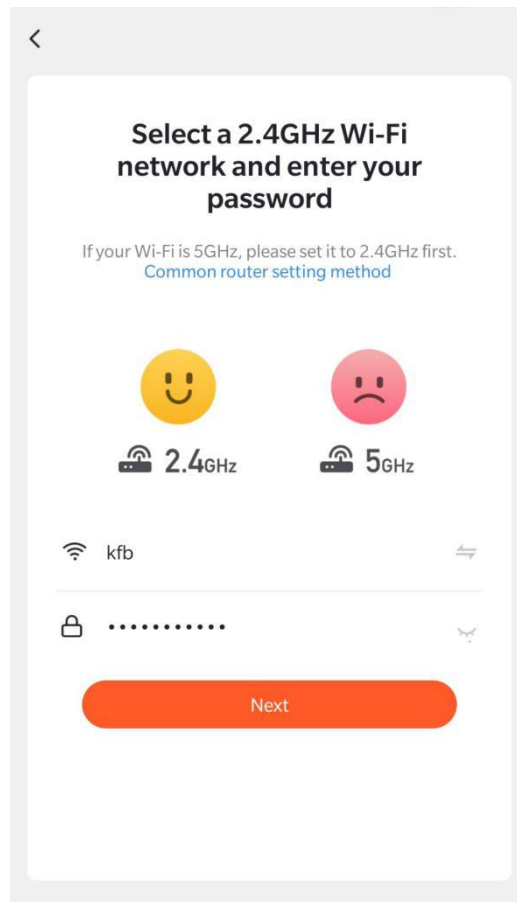 Select a 2.4GHz Wi-Fi
network and enter your
password
If your Wi-Fi is 5GHz, please set it to 2.4GHz first.
Common router setting method
2.4GHz
5GHz
kfb
•••••••••••
Next